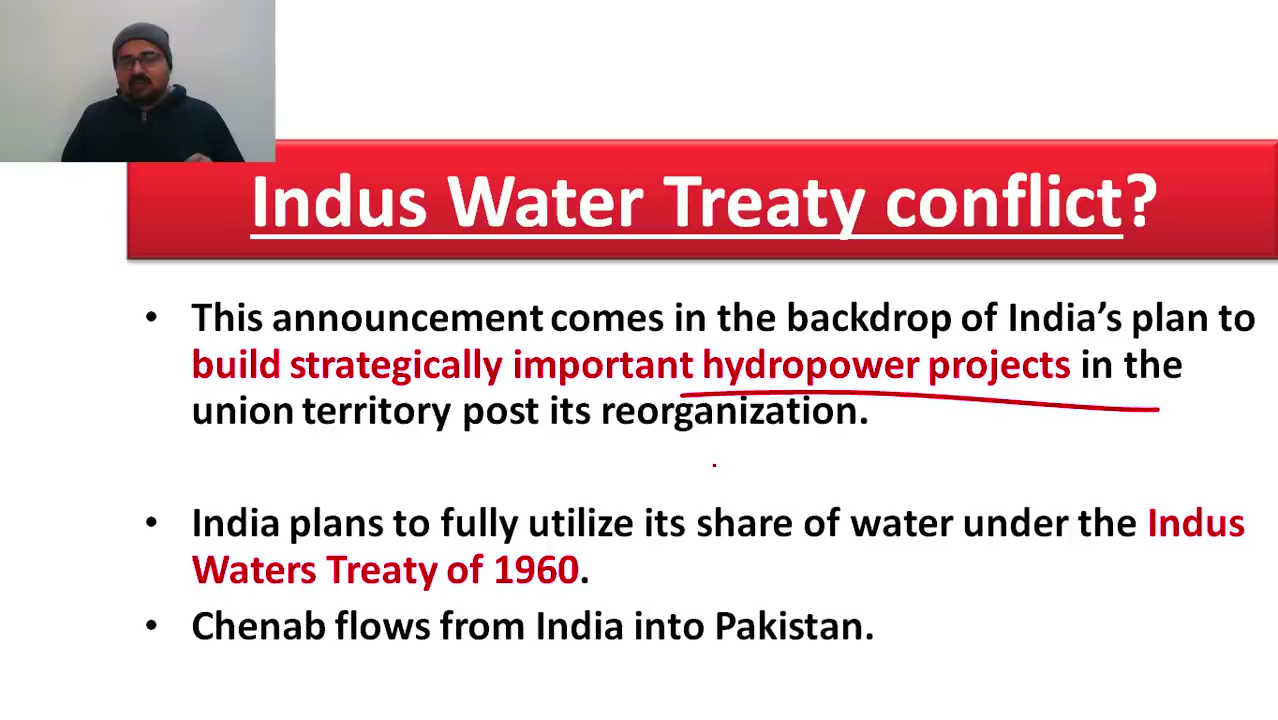 Indus Water Treaty conflict?
• This announcement comes in the backdrop of India's plan to
build strategically important hydropower projects in the
union territory post its reorganization.
• India plans to fully utilize its share of water under the Indus
Waters Treaty of 1960.
• Chenab flows from India into Pakistan.